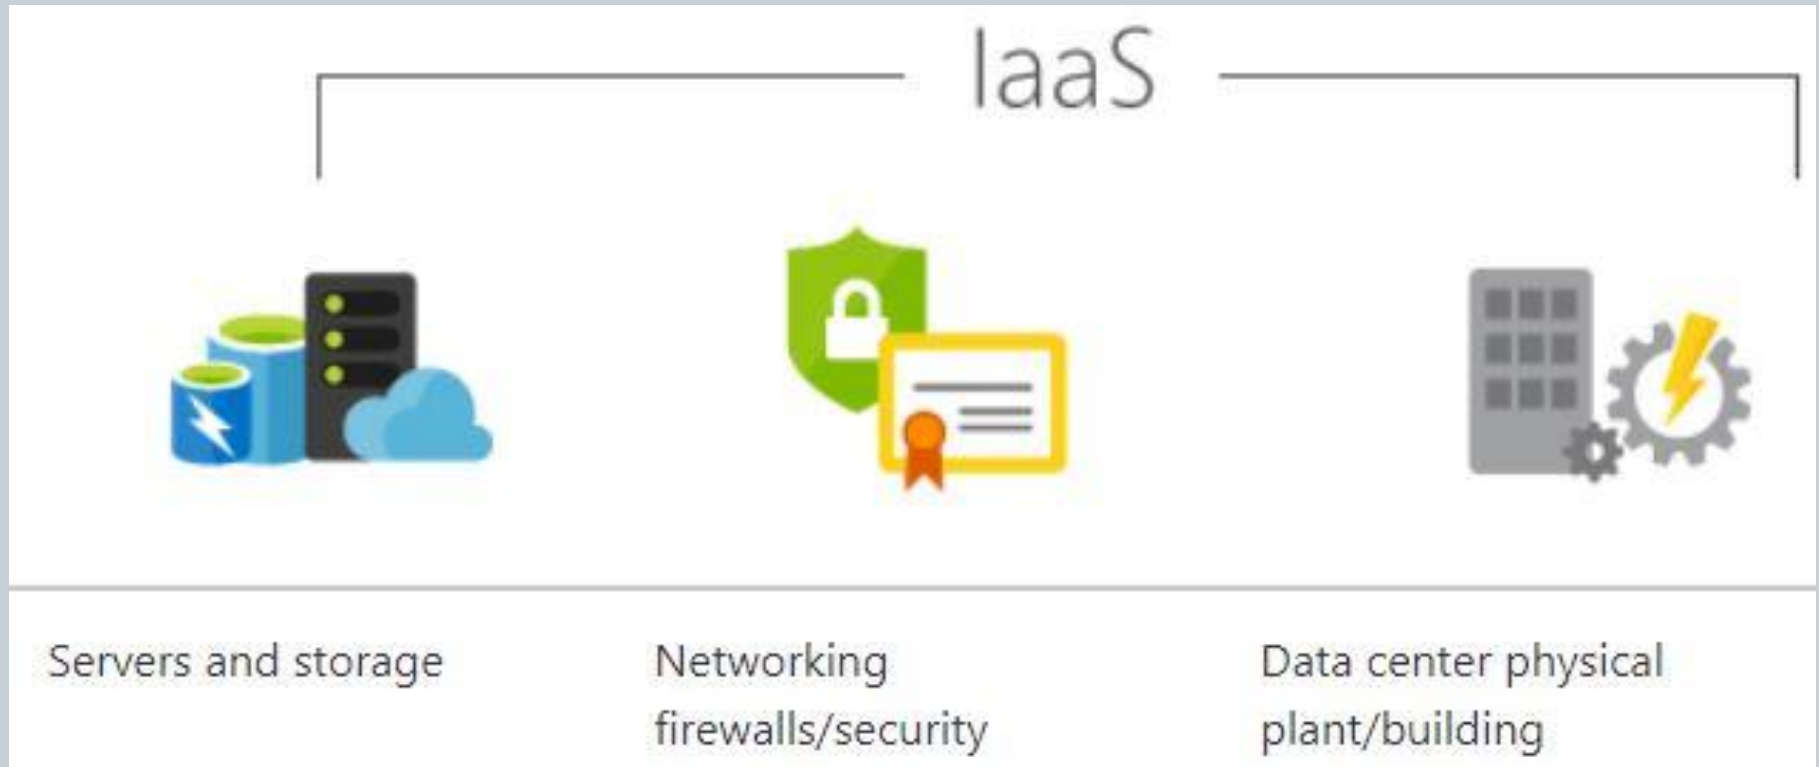 IaaS
Servers and storage
Networking
firewalls/security
Data center physical
plant/building